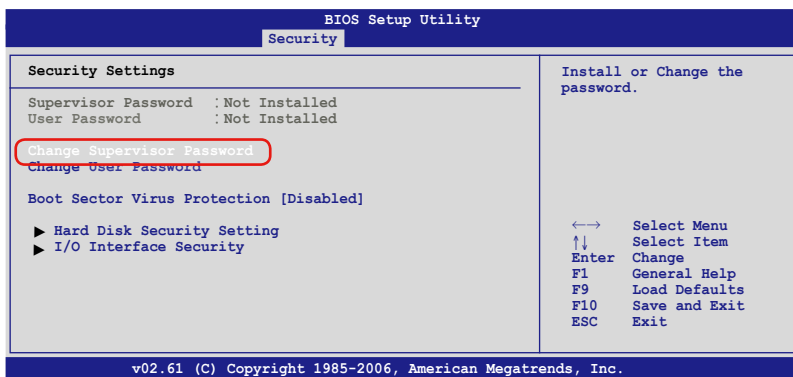 BIOS Setup Utility
Security
Security Settings
Supervisor Password : Not Installed
User Password : Not Installed
Change Supervisor Password
Change User Password
Boot Sector Virus Protection [Disabled]
▶ Hard Disk Security Setting
▶ I/O Interface Security
Install or Change the
password.
←→ Select Menu
↑↓ Select Item
Enter Change
F1 General Help
F9 Load Defaults
F10 Save and Exit
ESC Exit
v02.61 (C) Copyright 1985-2006, American Megatrends, Inc.